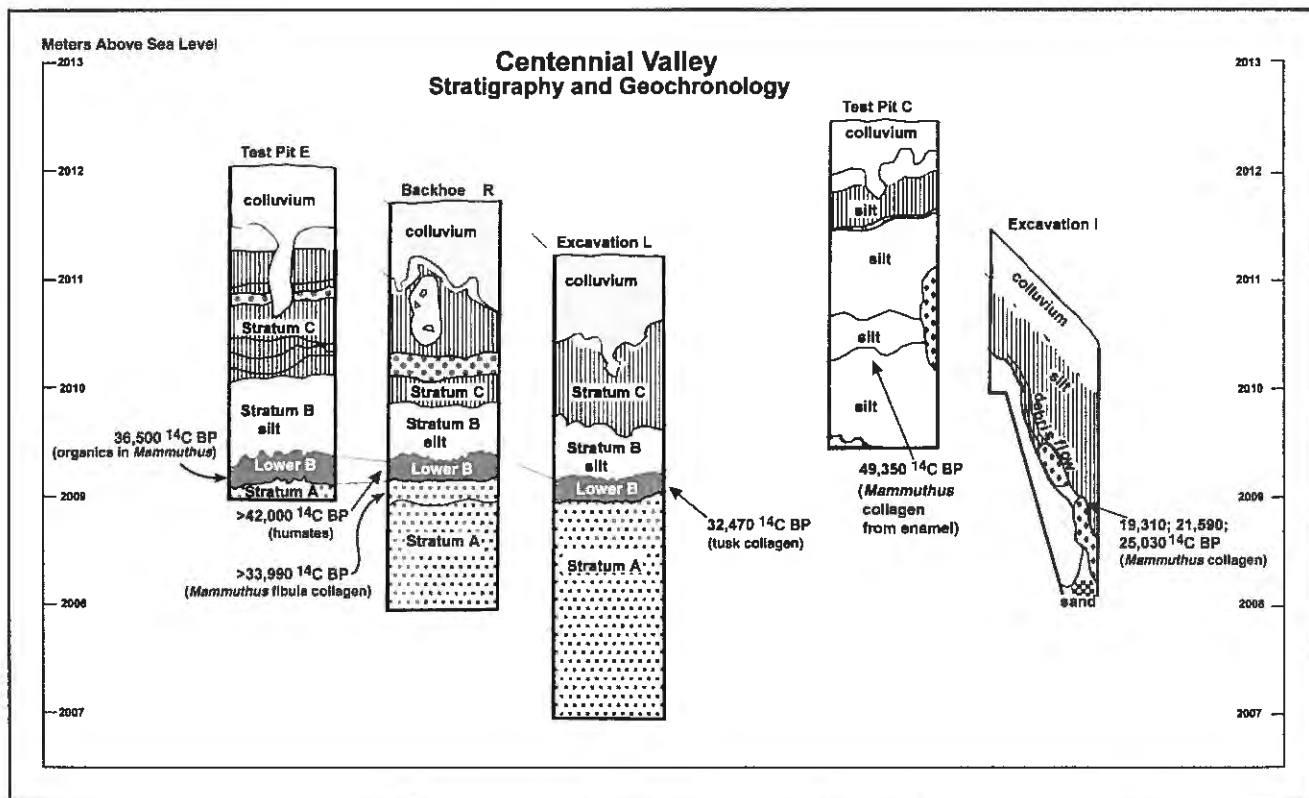 Meters Above Sea Level
Centennial Valley
Stratigraphy and Geochronology
2013
2012
2011
2010
2009
2008
2007
Test Pit E
colluvium
Stratum C
Stratum B
silt
Lower B
Stratum A
36,500 14C BP
(organics in Mammuthus)
Backhoe R
colluvium
Stratum C
Stratum B
silt
Lower B
Stratum A
>42,000 14C BP
(humates)
>33,990 14C BP
(Mammuthus fibula collagen)
Excavation L
colluvium
Stratum C
Stratum B
silt
Lower B
Stratum A
32,470 14C BP
(tusk collagen)
Test Pit C
colluvium
silt
silt
silt
silt
49,350 14C BP
(Mammuthus
collagen
from enamel)
Excavation I
colluvium
silt
debris flow
sand
19,310; 21,590;
25,030 14C BP
(Mammuthus collagen)
2013
2012
2011
2010
2009
2008
2007